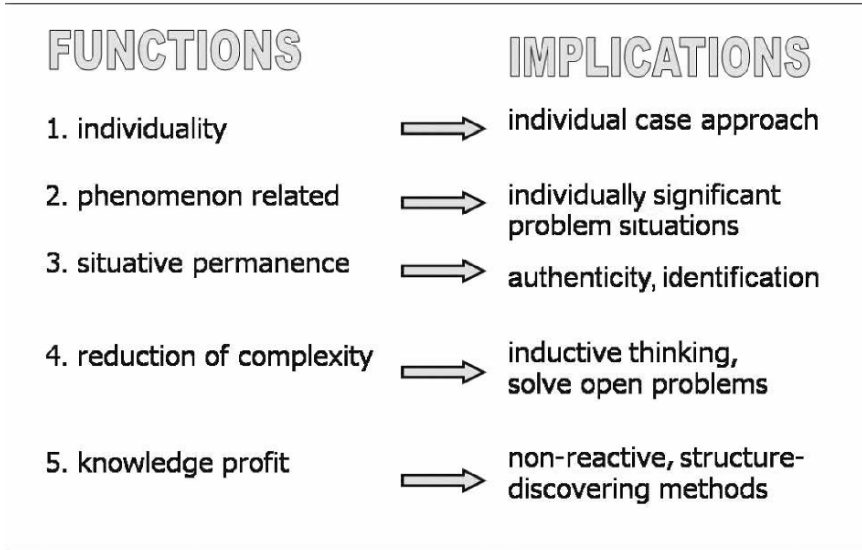 FUNCTIONS
IMPLICATIONS
1. individuality
individual case approach
2. phenomenon related
individually significant
problem situations
3. situative permanence
authenticity, identification
4. reduction of complexity
inductive thinking,
solve open problems
5. knowledge profit
non-reactive, structure-
discovering methods